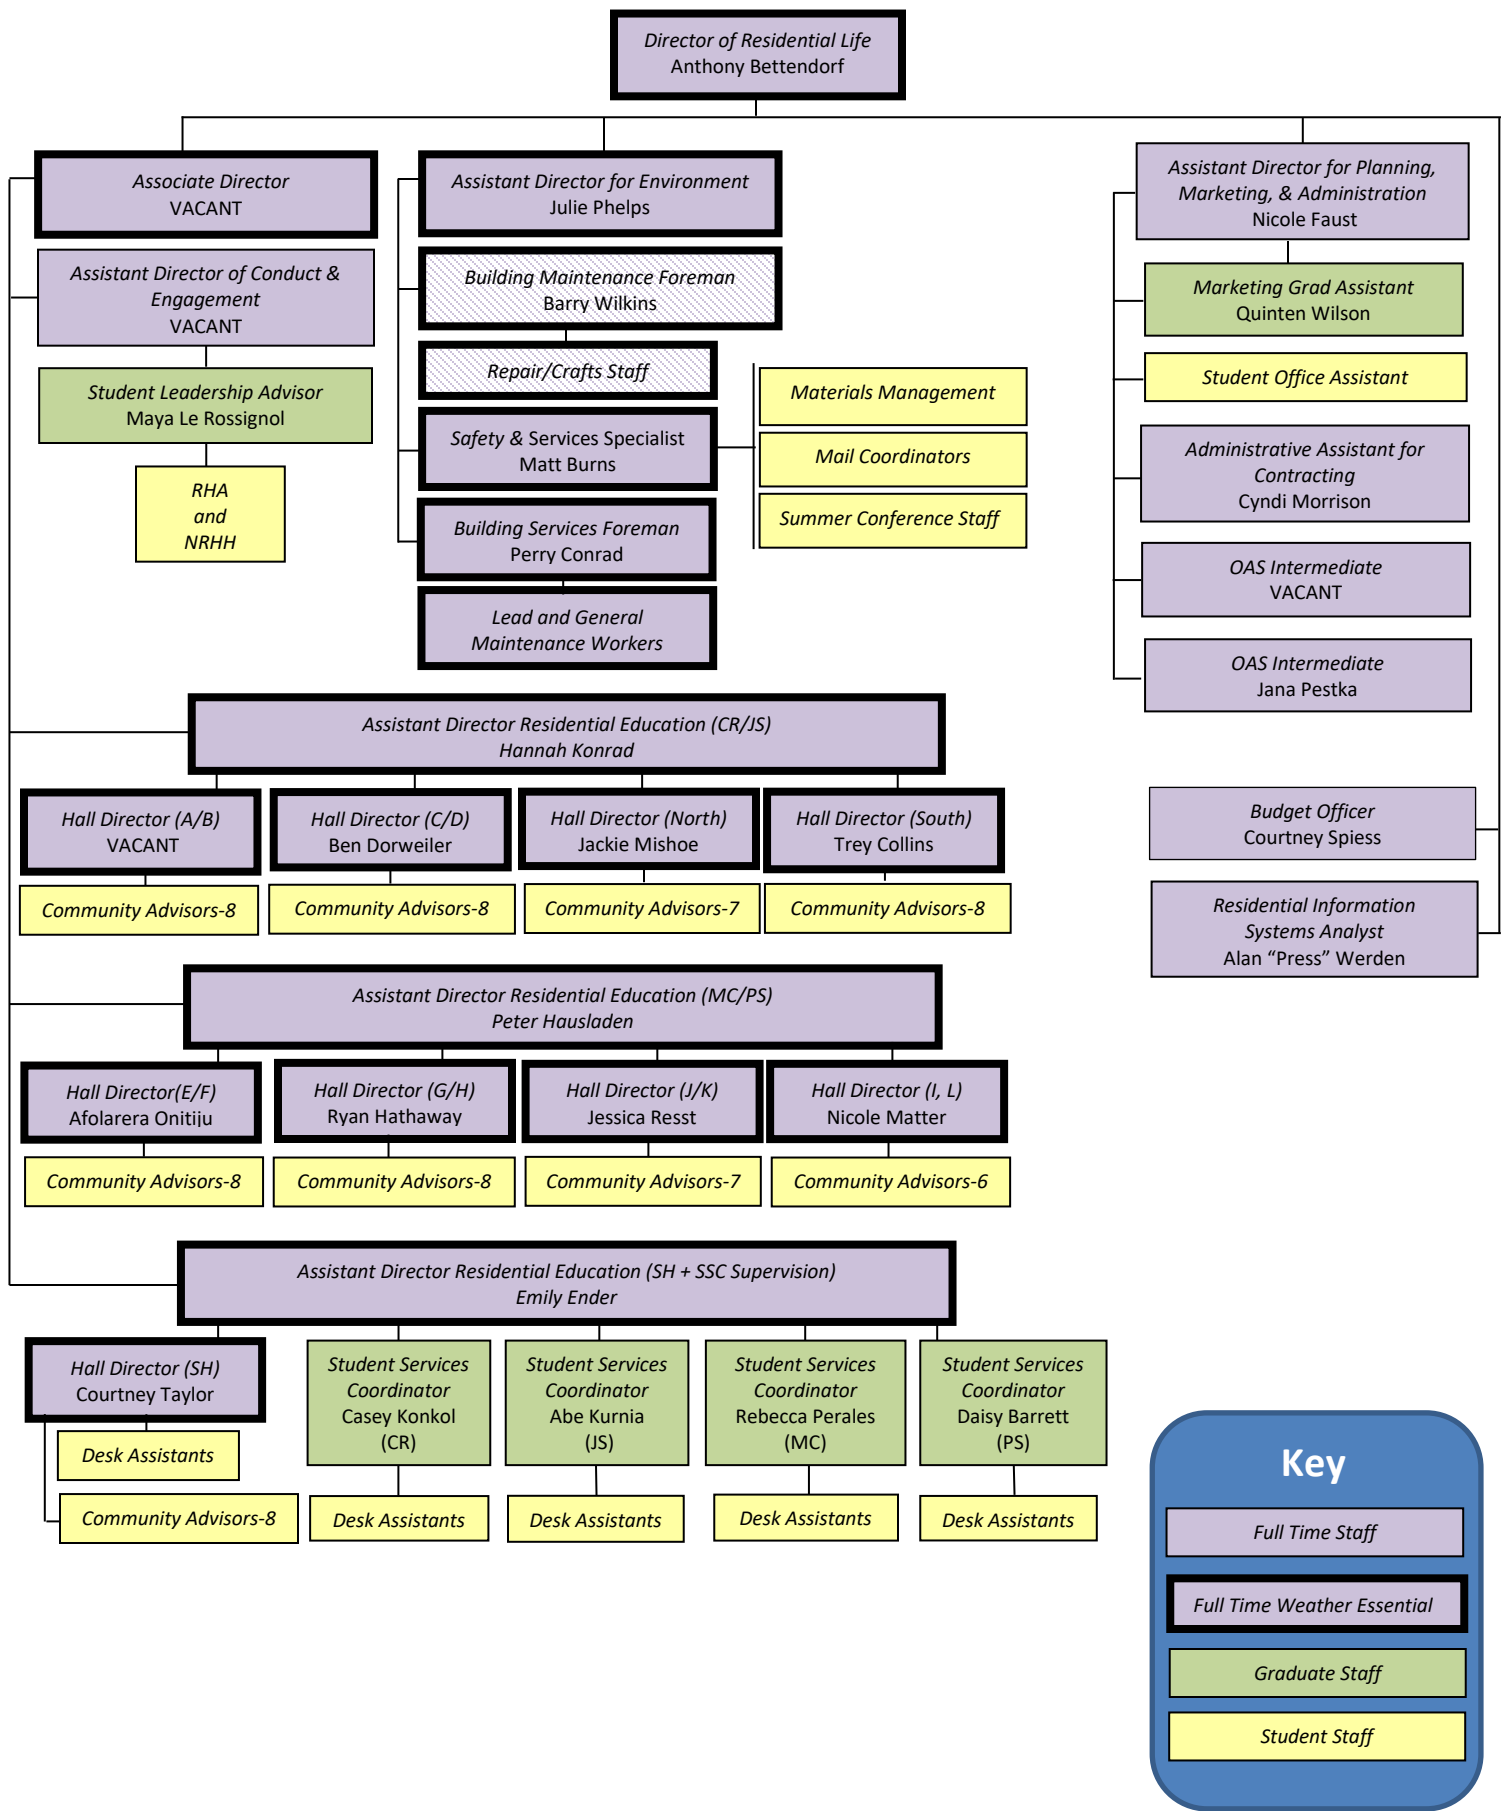 Director of Residential Life
Anthony Bettendorf
Associate Director
VACANT
Assistant Director of Conduct &
Engagement
VACANT
Student Leadership Advisor
Maya Le Rossignol
RHA
and
NRHH
Assistant Director for Environment
Julie Phelps
Building Maintenance Foreman
Barry Wilkins
Repair/Crafts Staff
Safety & Services Specialist
Matt Burns
Materials Management
Mail Coordinators
Summer Conference Staff
Building Services Foreman
Perry Conrad
Lead and General
Maintenance Workers
Assistant Director for Planning,
Marketing, & Administration
Nicole Faust
Marketing Grad Assistant
Quinten Wilson
Student Office Assistant
Administrative Assistant for
Contracting
Cyndi Morrison
OAS Intermediate
VACANT
OAS Intermediate
Jana Pestka
Budget Officer
Courtney Spiess
Residential Information
Systems Analyst
Alan “Press” Werden
Assistant Director Residential Education (CR/JS)
Hannah Konrad
Hall Director (A/B)
VACANT
Community Advisors-8
Hall Director (C/D)
Ben Dorweiler
Community Advisors-8
Hall Director (North)
Jackie Mishoe
Community Advisors-7
Hall Director (South)
Trey Collins
Community Advisors-8
Assistant Director Residential Education (MC/PS)
Peter Hausladen
Hall Director(E/F)
Afolarera Onitiju
Community Advisors-8
Hall Director (G/H)
Ryan Hathaway
Community Advisors-8
Hall Director (J/K)
Jessica Resst
Community Advisors-7
Hall Director (I, L)
Nicole Matter
Community Advisors-6
Assistant Director Residential Education (SH + SSC Supervision)
Emily Ender
Hall Director (SH)
Courtney Taylor
Desk Assistants
Community Advisors-8
Student Services
Coordinator
Casey Konkol
(CR)
Desk Assistants
Student Services
Coordinator
Abe Kurnia
(JS)
Desk Assistants
Student Services
Coordinator
Rebecca Perales
(MC)
Desk Assistants
Student Services
Coordinator
Daisy Barrett
(PS)
Desk Assistants
Key
Full Time Staff
Full Time Weather Essential
Graduate Staff
Student Staff